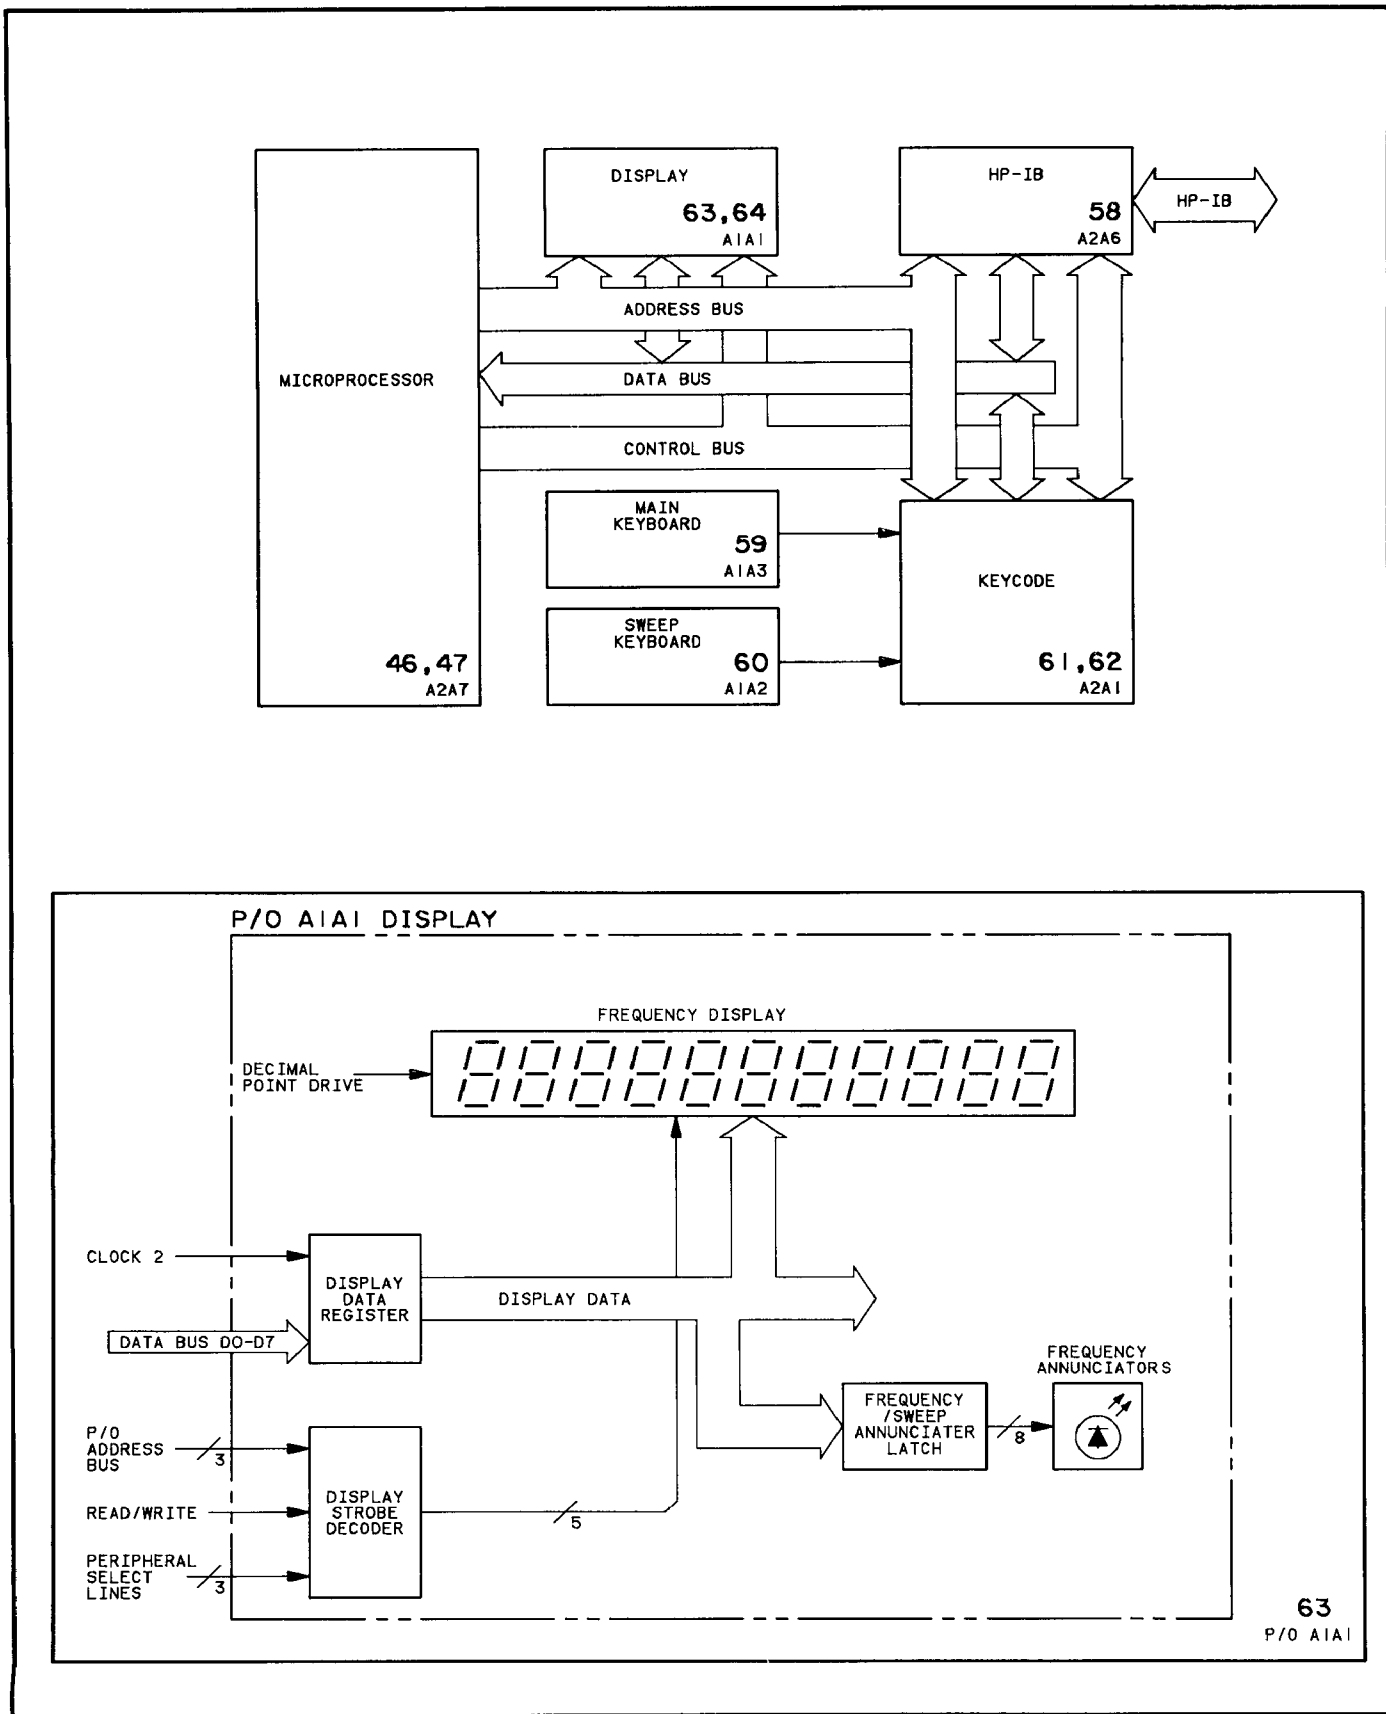 DISPLAY
63,64
A1A1
HP-IB
58
A2A6
HP-IB
ADDRESS BUS
MICROPROCESSOR
DATA BUS
CONTROL BUS
46,47
A2A7
MAIN
KEYBOARD
59
A1A3
SWEEP
KEYBOARD
60
A1A2
KEYCODE
61,62
A2A1
P/O A1A1 DISPLAY
FREQUENCY DISPLAY
DECIMAL
POINT DRIVE
88888888888
CLOCK 2
DISPLAY
DATA
REGISTER
DISPLAY DATA
DATA BUS D0-D7
FREQUENCY
ANNUNCIATORS
FREQUENCY
/SWEEP
ANNUNCIATER
LATCH
8
P/O
ADDRESS
BUS
3
READ/WRITE
DISPLAY
STROBE
DECODER
5
PERIPHERAL
SELECT
LINES
3
63
P/O A1A1